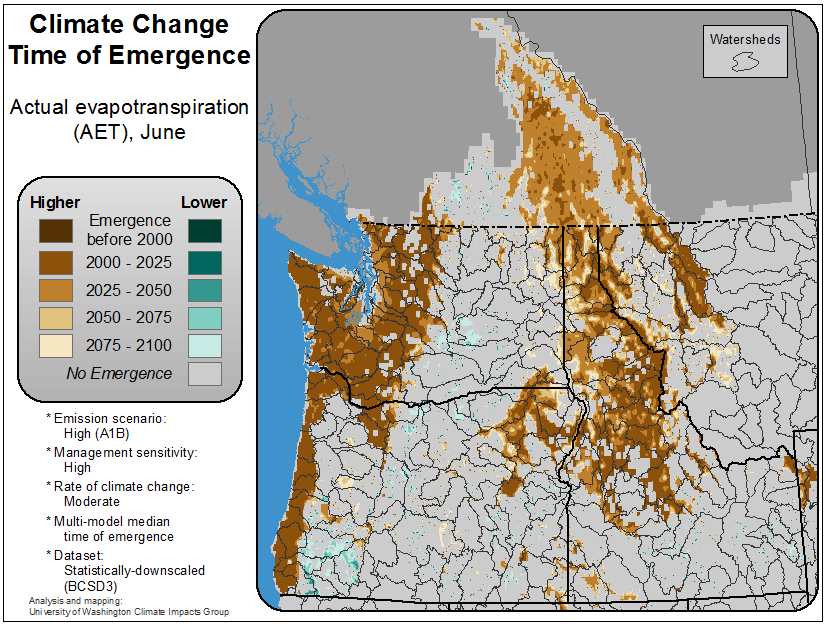 Climate Change
Time of Emergence
Actual evapotranspiration
(AET), June
Higher Lower
Emergence
before 2000
2000 - 2025
2025 - 2050
2050 - 2075
2075 - 2100
No Emergence
* Emission scenario:
High (A1B)
* Management sensitivity:
High
* Rate of climate change:
Moderate
* Multi-model median
time of emergence
* Dataset:
Statistically-downscaled
(BCSD3)
Analysis and mapping:
University of Washington Climate Impacts Group
Watersheds